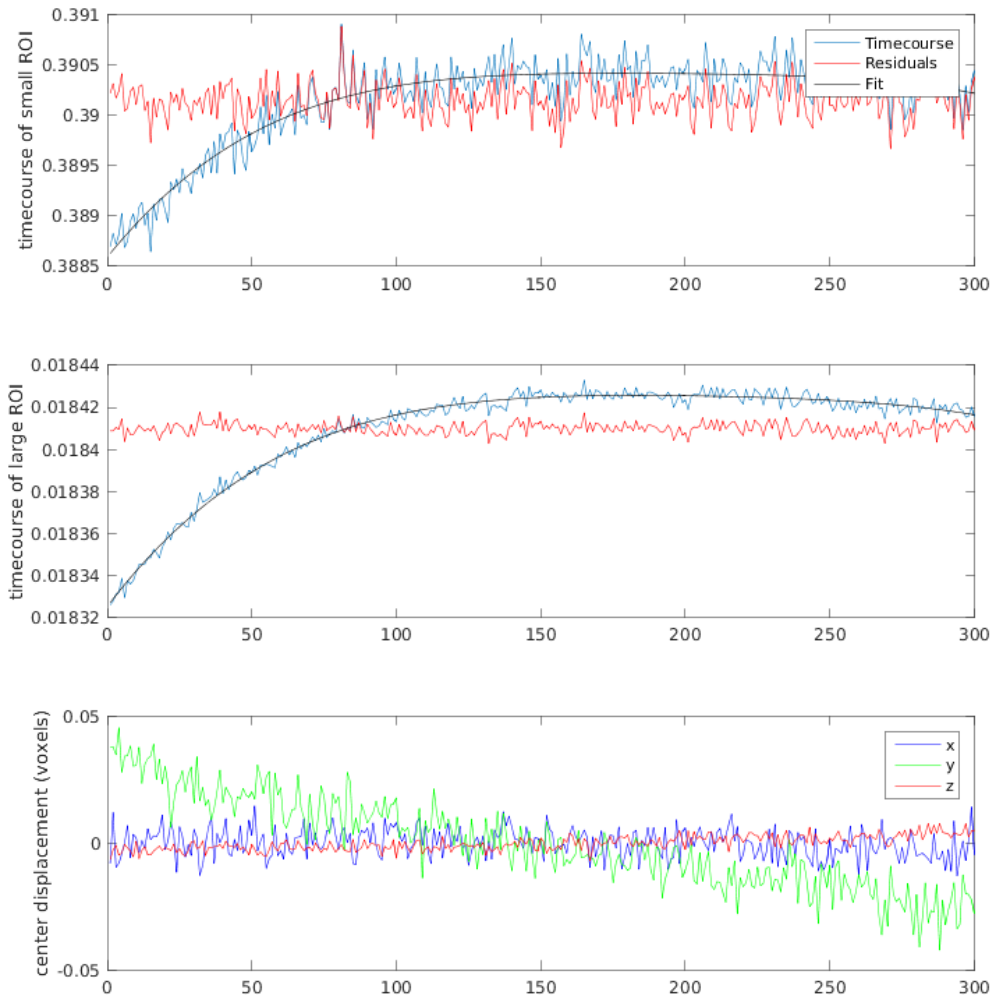 timecourse of small ROI
0.391
0.3905
0.39
0.3895
0.389
0.3885
0 50 100 150 200 250 300
Timecourse
Residuals
Fit
timecourse of large ROI
0.01844
0.01842
0.0184
0.01838
0.01836
0.01834
0.01832
0 50 100 150 200 250 300
center displacement (voxels)
0.05
0
-0.05
0 50 100 150 200 250 300
x
y
z